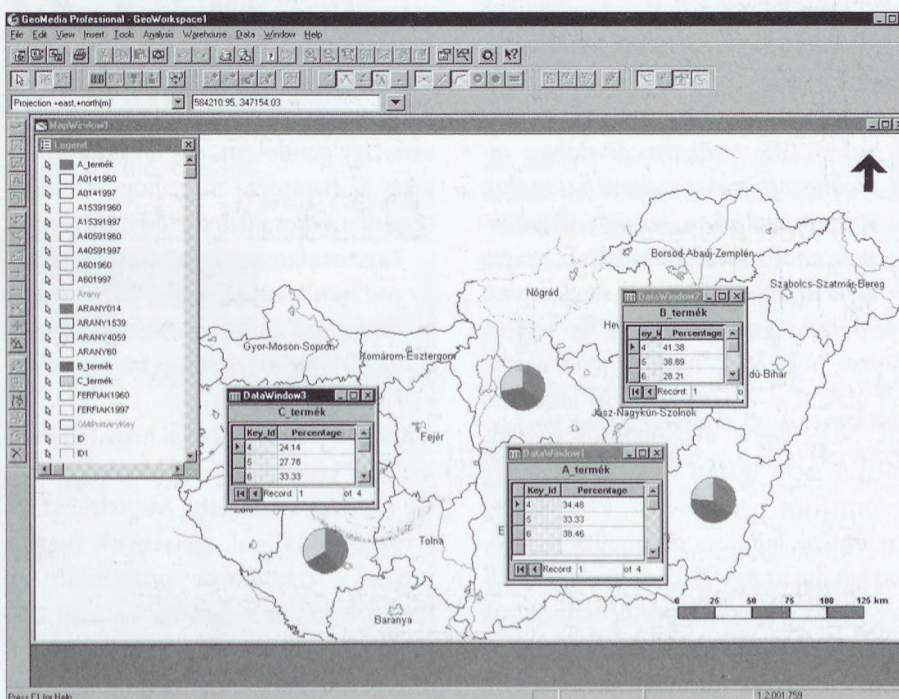 GeoMedia Professional - GeoWorkspace1
File Edit View Insert Tools Analysis Warehouse Data Window Help
Projection +east,+north(m) 584210.95, 347154.03
MapWindow1
Legend
A_termék
A0141960
A0141997
A15391960
A15391997
A40591960
A40591997
A601960
A601997
Arany
ARANY014
ARANY1539
ARANY4059
ARANY60
B_termék
C_termék
FERFIAK1960
FERFIAK1997
GMPrimaryKey
ID
ID1
Borsod-Abaúj-Zemplén
Szabolcs-Szatmár-Bereg
Nógrád
Győr-Moson-Sopron
Komárom-Esztergom
Jász-Nagykun-Szolnok
Fejér
Tolna
Baranya
DataWindow2
B_termék
Percentage
4 41.38
5 38.89
6 28.21
Record: 1
DataWindow3
C_termék
Key_Id Percentage
4 24.14
5 27.78
6 33.33
Record: 1 of 4
DataWindow1
A_termék
Key_Id Percentage
4 34.48
5 33.33
6 38.46
Record: 1 of 4
0 25 50 75 100 125 km
Press F1 for Help
1:2,001,759